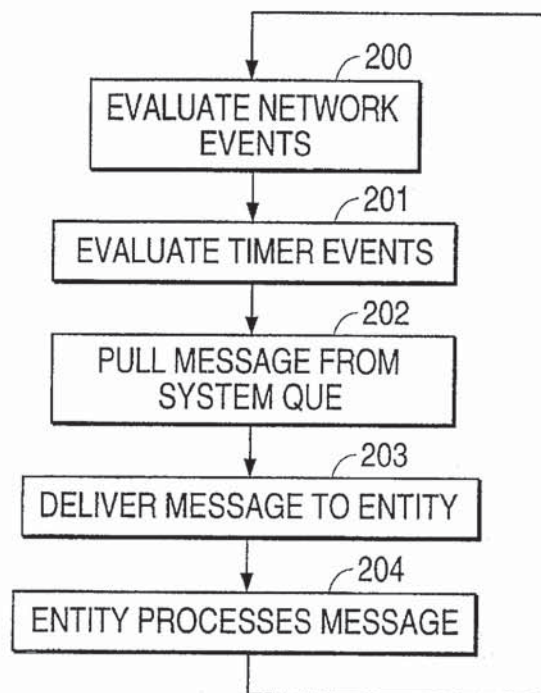 200
EVALUATE NETWORK
EVENTS
201
EVALUATE TIMER EVENTS
202
PULL MESSAGE FROM
SYSTEM QUE
203
DELIVER MESSAGE TO ENTITY
204
ENTITY PROCESSES MESSAGE